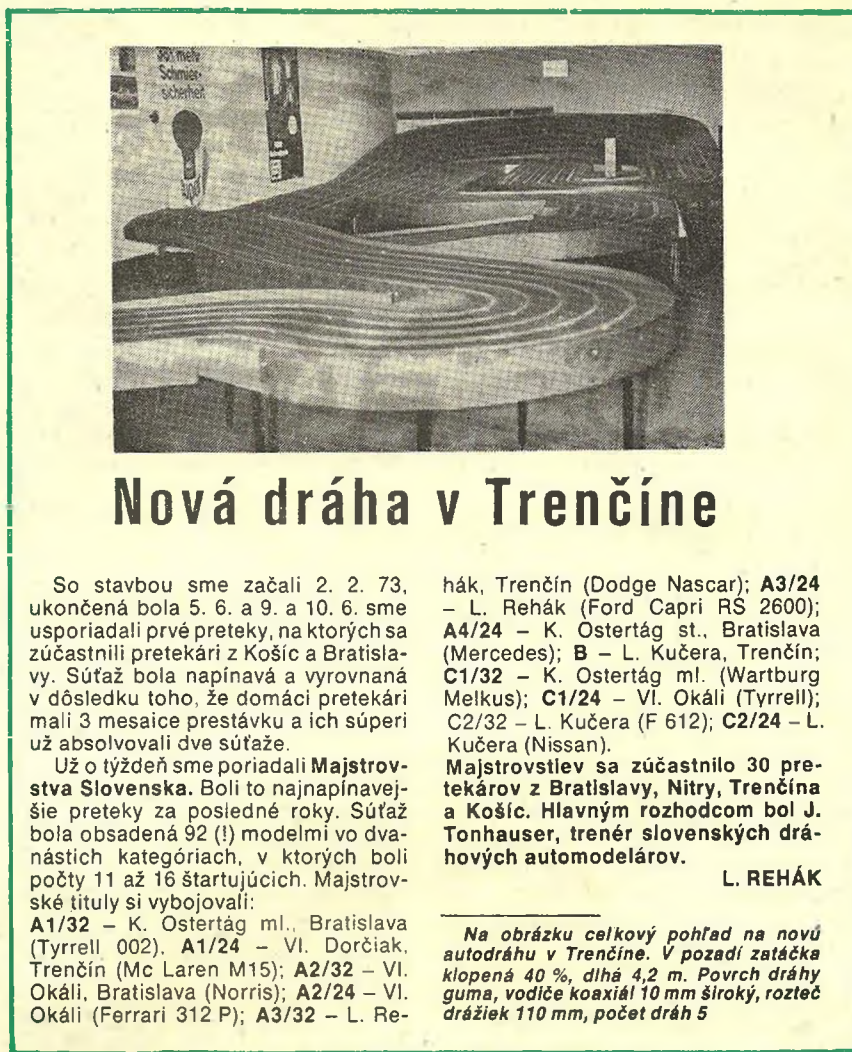 ších mehr
Schmier-
sicherheit
super
Nová dráha v Trenčíne
So stavbou sme začali 2. 2. 73,
ukončená bola 5. 6. a 9. a 10. 6. sme
usporiadali prvé preteky, na ktorých sa
zúčastnili pretekári z Košíc a Bratisla-
vy. Súťaž bola napínavá a vyrovnaná
v dôsledku toho, že domáci pretekári
mali 3 mesaice prestávku a ich súperi
už absolvovali dve súťaže.
Už o týždeň sme poriadali Majstrov-
stva Slovenska. Boli to najnapínavej-
šie preteky za posledné roky. Súťaž
bola obsadená 92 (!) modelmi vo dva-
nástich kategóriach, v ktorých boli
počty 11 až 16 štartujúcich. Majstrov-
ské tituly si vybojovali:
A1/32 – K. Ostertág ml., Bratislava
(Tyrrell 002), A1/24 – Vl. Dorčiak,
Trenčín (Mc Laren M15); A2/32 – Vl.
Okáli, Bratislava (Norris); A2/24 – Vl.
Okáli (Ferrari 312 P); A3/32 – L. Re-
hák, Trenčín (Dodge Nascar); A3/24
– L. Rehák (Ford Capri RS 2600);
A4/24 – K. Ostertág st., Bratislava
(Mercedes); B – L. Kučera, Trenčín;
C1/32 – K. Ostertág ml. (Wartburg
Melkus); C1/24 – Vl. Okáli (Tyrrell);
C2/32 – L. Kučera (F 612); C2/24 – L.
Kučera (Nissan).
Majstrovstiev sa zúčastnilo 30 pre-
tekárov z Bratislavy, Nitry, Trenčína
a Košíc. Hlavným rozhodcom bol J.
Tonhauser, trenér slovenských drá-
hových automodelárov.
L. REHÁK
Na obrázku celkový pohľad na novú
autodráhu v Trenčíne. V pozadí zatáčka
klopená 40 %, dlhá 4,2 m. Povrch dráhy
guma, vodiče koaxiál 10 mm široký, rozteč
drážiek 110 mm, počet dráh 5